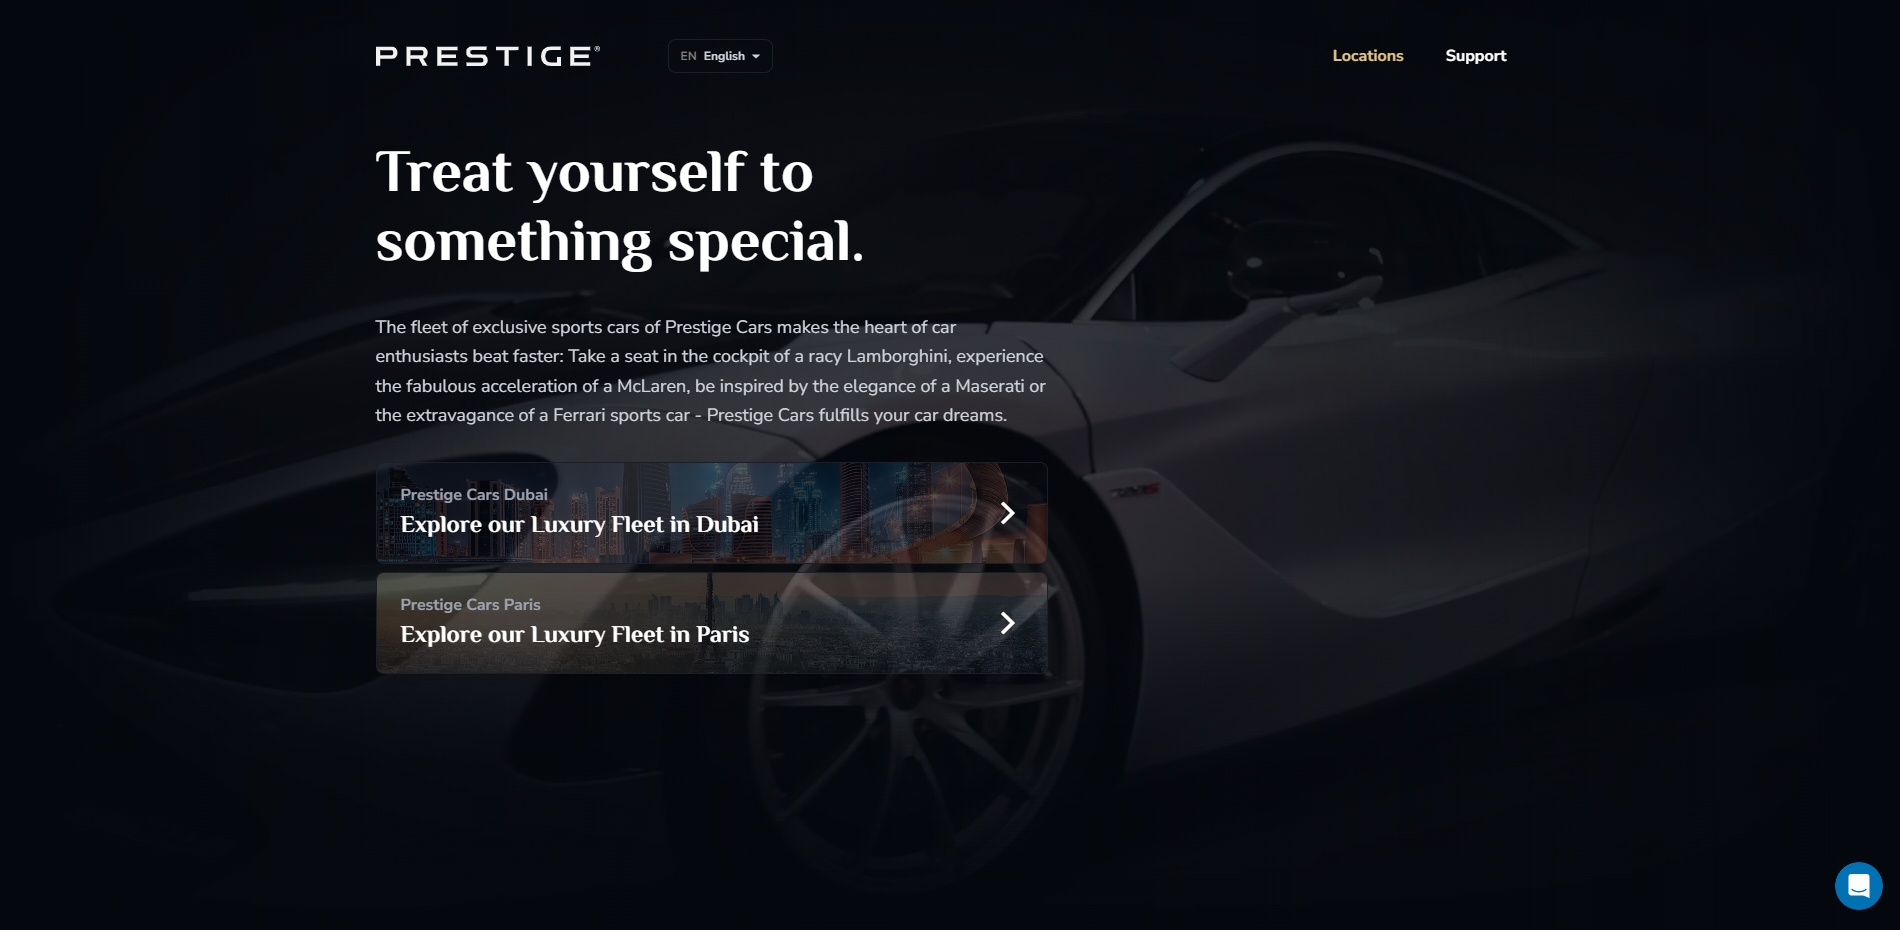 PRESTIGE®
EN English
Locations
Support
Treat yourself to
something special.
The fleet of exclusive sports cars of Prestige Cars makes the heart of car
enthusiasts beat faster: Take a seat in the cockpit of a racy Lamborghini, experience
the fabulous acceleration of a McLaren, be inspired by the elegance of a Maserati or
the extravagance of a Ferrari sports car - Prestige Cars fulfills your car dreams.
Prestige Cars Dubai
Explore our Luxury Fleet in Dubai
Prestige Cars Paris
Explore our Luxury Fleet in Paris